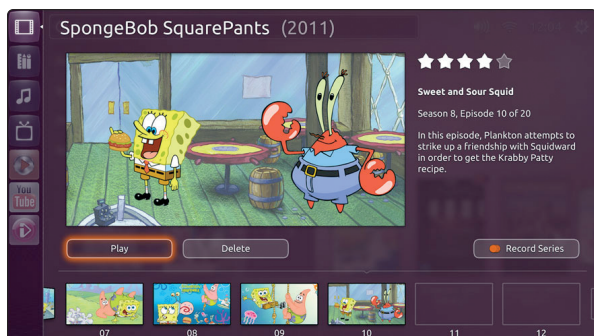 SpongeBob SquarePants (2011)
Sweet and Sour Squid
Season 8, Episode 10 of 20
In this episode, Plankton attempts to
strike up a friendship with Squidward
in order to get the Krabby Patty
recipe.
You
Tube
Play
Delete
Record Series
07
08
09
10
11
12